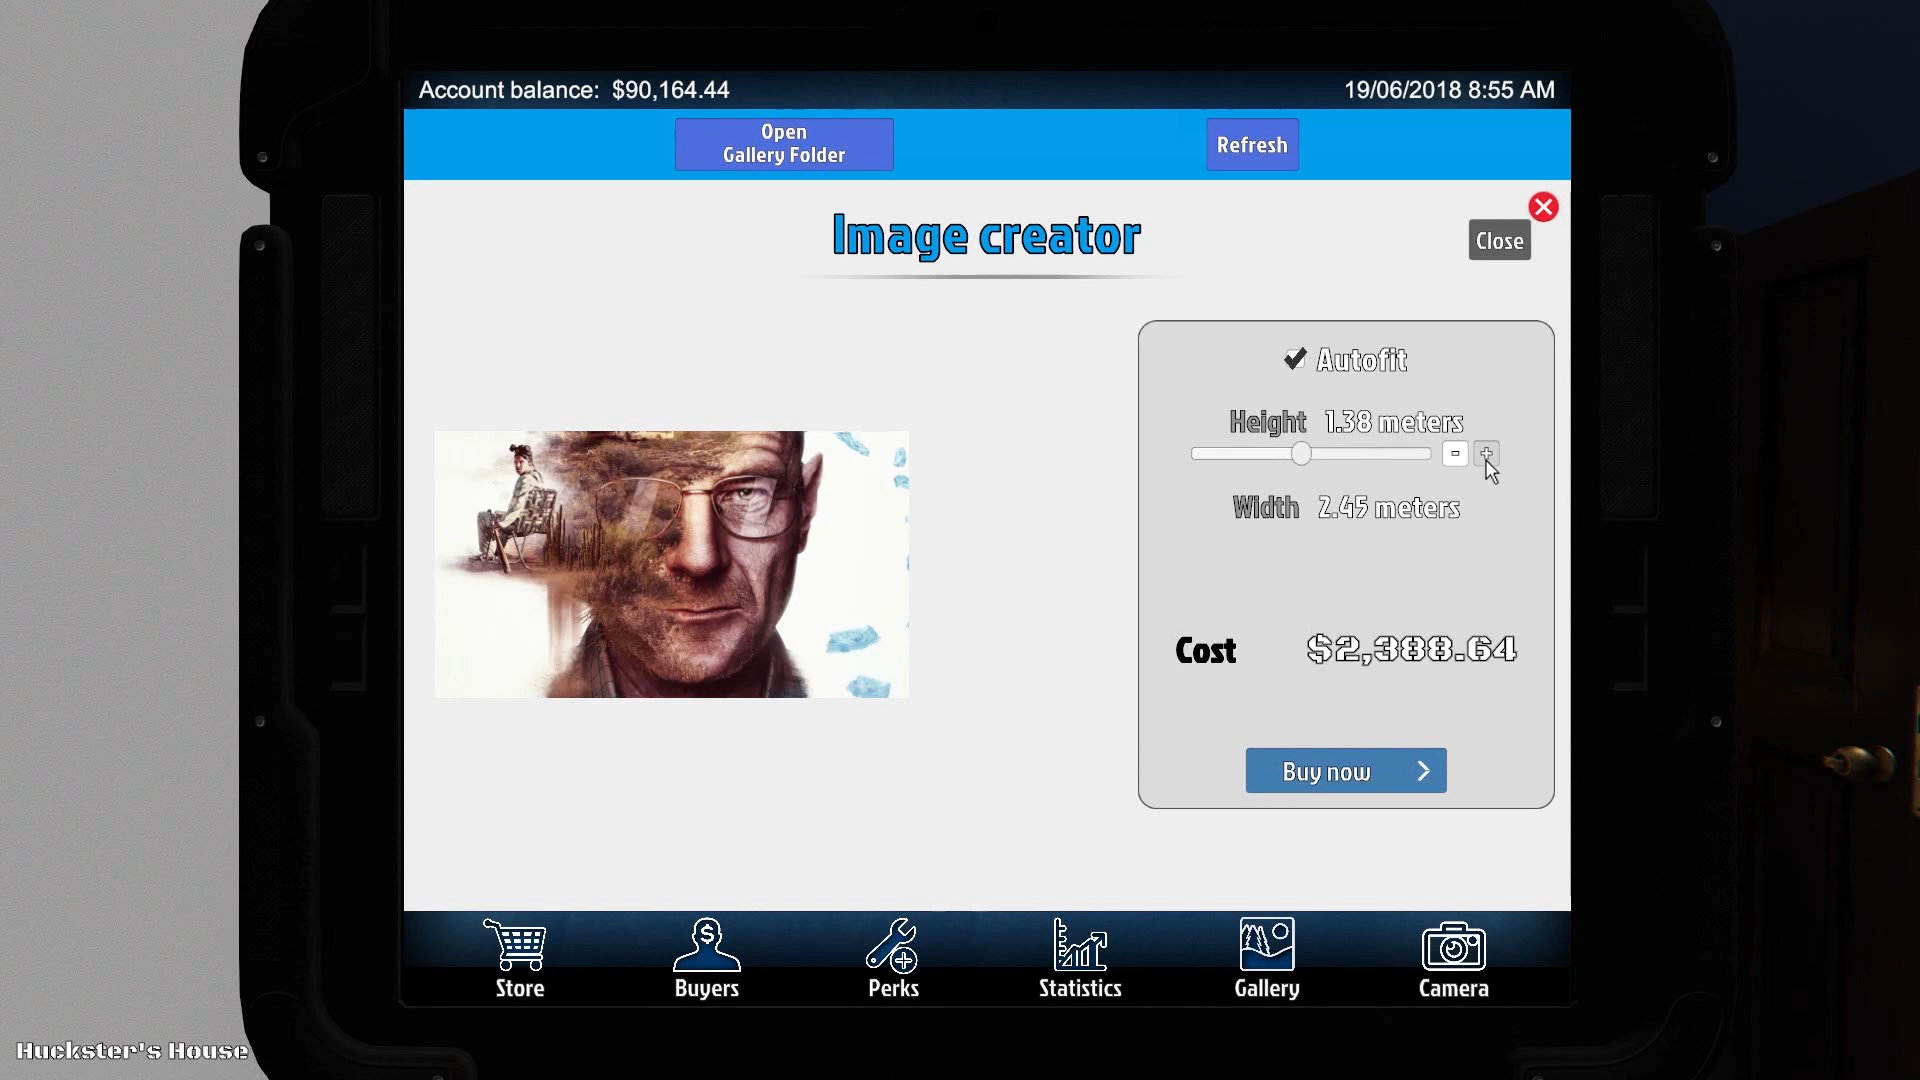 Account balance: $90,164.44
19/06/2018 8:55 AM
Open
Gallery Folder
Refresh
Image creator
Close
Autofit
Height 1.38 meters
- +
Width 2.45 meters
Cost $2,388.64
Buy now
Store
Buyers
Perks
Statistics
Gallery
Camera
Huckster's House